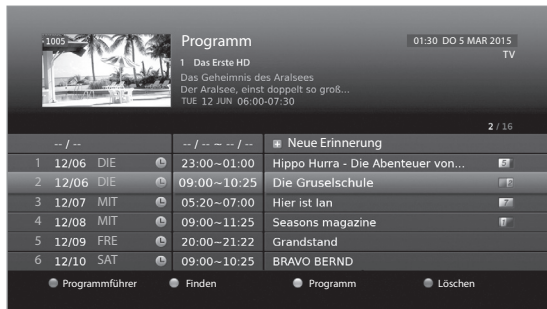 1005
Programm
01:30 DO 5 MAR 2015
TV
1 Das Erste HD
Das Geheimnis des Aralsees
Der Aralsee, einst doppelt so groß...
TUE 12 JUN 06:00-07:30
2 / 16
-- / -- -- / -- ~ -- / -- Neue Erinnerung
1 12/06 DIE 23:00~01:00 Hippo Hurra - Die Abenteuer von...
2 12/06 DIE 09:00~10:25 Die Gruselschule
3 12/07 MIT 05:20~07:00 Hier ist Ian
4 12/08 MIT 09:00~11:25 Seasons magazine
5 12/09 FRE 20:00~21:22 Grandstand
6 12/10 SAT 09:00~10:25 BRAVO BERND
Programmführer Finden Programm Löschen